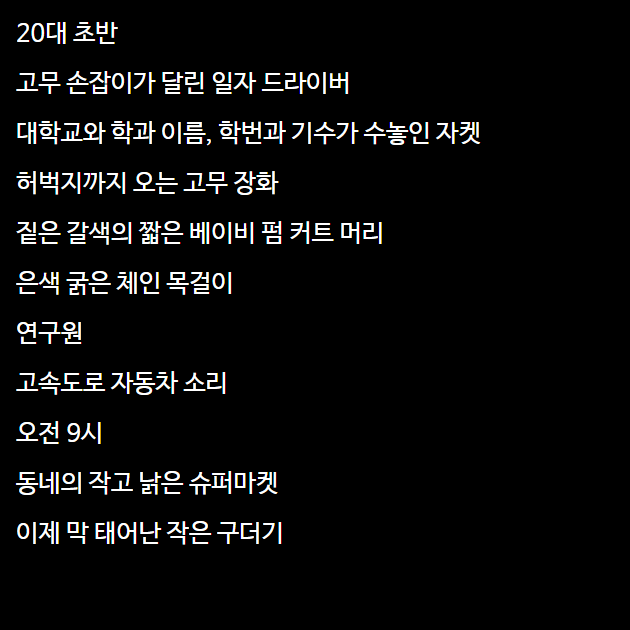 20대 초반
고무 손잡이가 달린 일자 드라이버
대학교와 학과 이름, 학번과 기수가 수놓인 자켓
허벅지까지 오는 고무 장화
짙은 갈색의 짧은 베이비 펌 커트 머리
은색 굵은 체인 목걸이
연구원
고속도로 자동차 소리
오전 9시
동네의 작고 낡은 슈퍼마켓
이제 막 태어난 작은 구더기